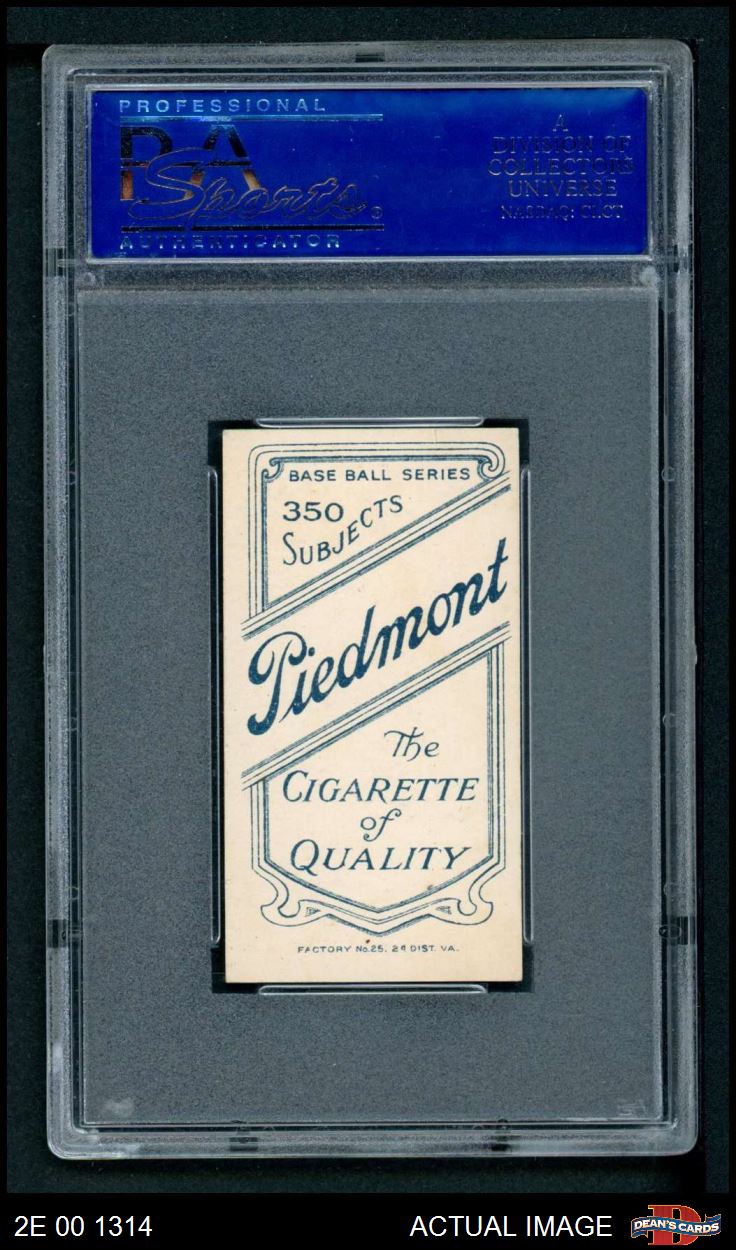 PROFESSIONAL
PSA
Sports
AUTHENTICATOR
A
DIVISION OF
COLLECTORS
UNIVERSE
NASDAQ: CLCT
BASE BALL SERIES
350
SUBJECTS
Piedmont
The
CIGARETTE
of
QUALITY
FACTORY No. 25, 2d DIST. VA.
2E 00 1314
ACTUAL IMAGE
D
DEAN'S CARDS